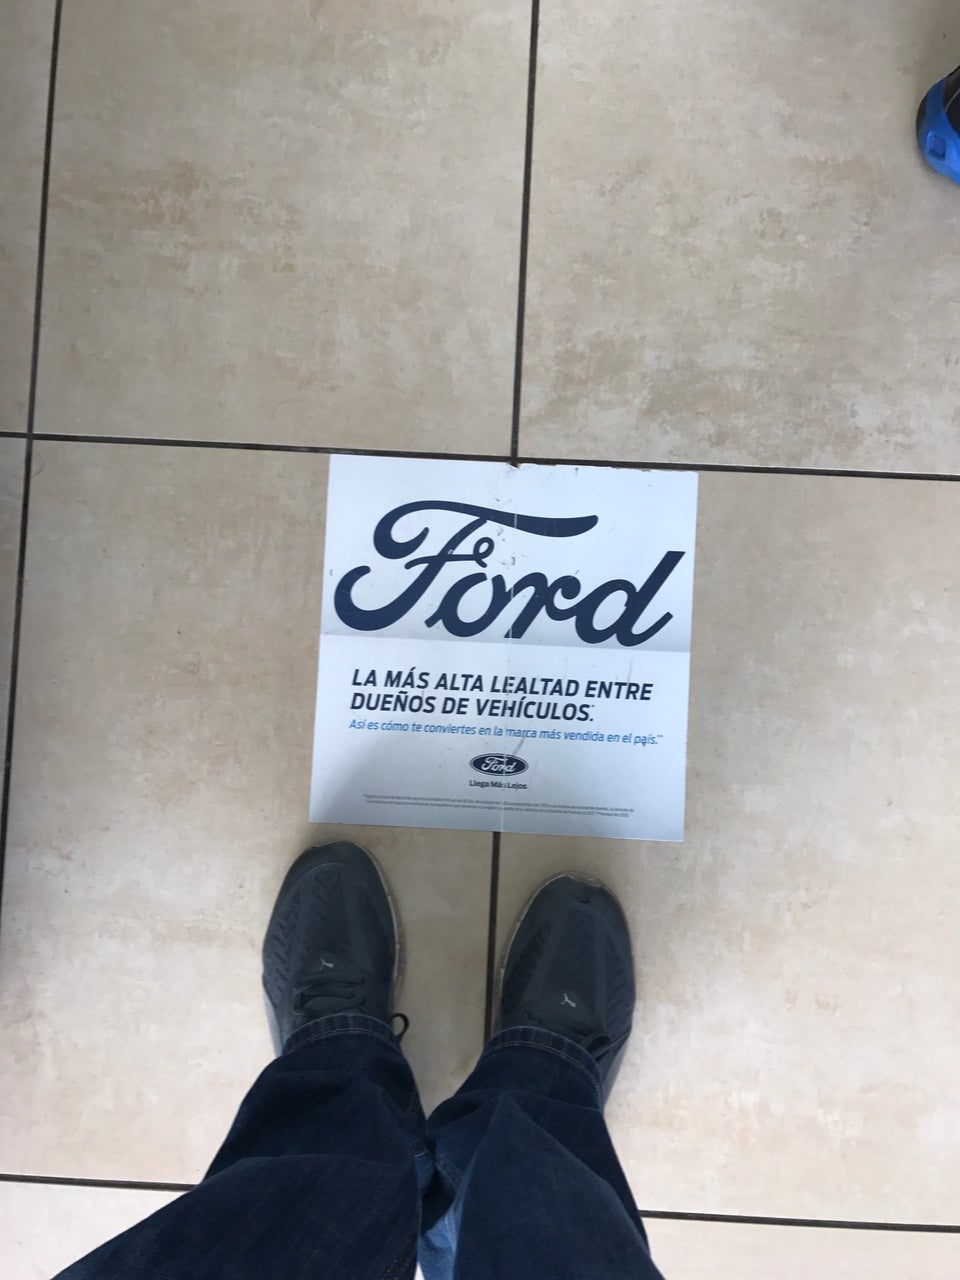 Ford
LA MÁS ALTA LEALTAD ENTRE
DUEÑOS DE VEHÍCULOS.*
Así es cómo te conviertes en la marca más vendida en el país.**
Ford
Llega Más Lejos